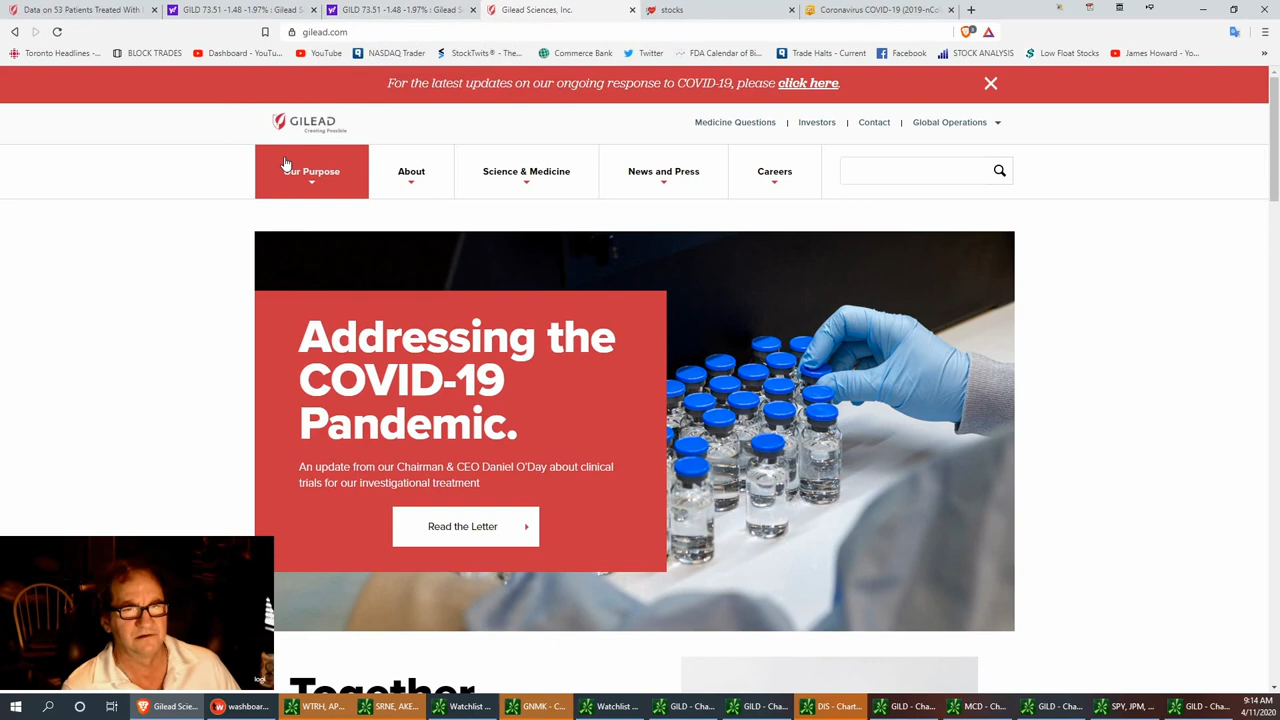 Data on 53 Patients Treated With I
GILD 73.51 -1.48 -1.97% : Gilead S
GILD 73.51 -1.48 -1.97% : Gilead S
Gilead Sciences, Inc.
stocks
Coronavirus COVID-19 (2019-nCoV
gilead.com
Toronto Headlines -...
BLOCK TRADES
Dashboard - YouTu...
YouTube
NASDAQ Trader
StockTwits® - The...
Commerce Bank
Twitter
FDA Calendar of Bi...
Trade Halts - Current
Facebook
STOCK ANALYSIS
Low Float Stocks
James Howard - Yo...
For the latest updates on our ongoing response to COVID-19, please click here.
GILEAD
Creating Possible
Medicine Questions
Investors
Contact
Global Operations
Our Purpose
About
Science & Medicine
News and Press
Careers
Addressing the
COVID-19
Pandemic.
An update from our Chairman & CEO Daniel O'Day about clinical
trials for our investigational treatment
Read the Letter
Together
logi
Gilead Scie...
washboar...
WTRH, AP...
SRNE, AKE...
Watchlist ...
GNMK - C...
Watchlist ...
GILD - Cha...
GILD - Cha...
DIS - Chart...
GILD - Cha...
MCD - Cha...
GILD - Cha...
SPY, JPM, ...
GILD - Cha...
9:14 AM
4/11/2020